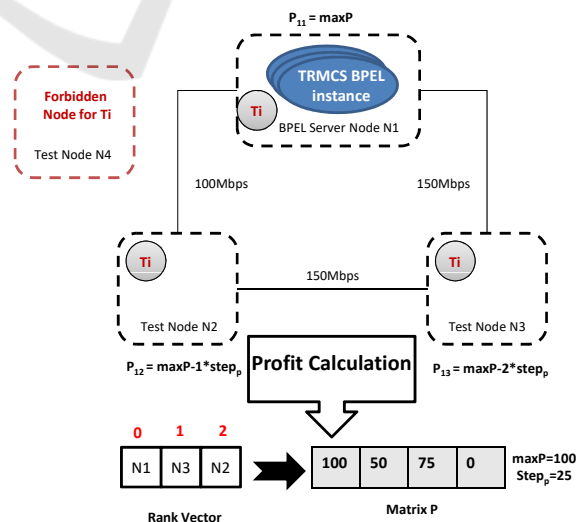 P11 = maxP
TRMCS BPEL
instance
Ti
BPEL Server Node N1
Forbidden
Node for Ti
Test Node N4
100Mbps
150Mbps
Ti
Test Node N2
150Mbps
Ti
Test Node N3
P12 = maxP-1*stepp
Profit Calculation
P13 = maxP-2*stepp
0 1 2
N1 N3 N2
100 50 75 0
maxP=100
Stepp=25
Rank Vector
Matrix P